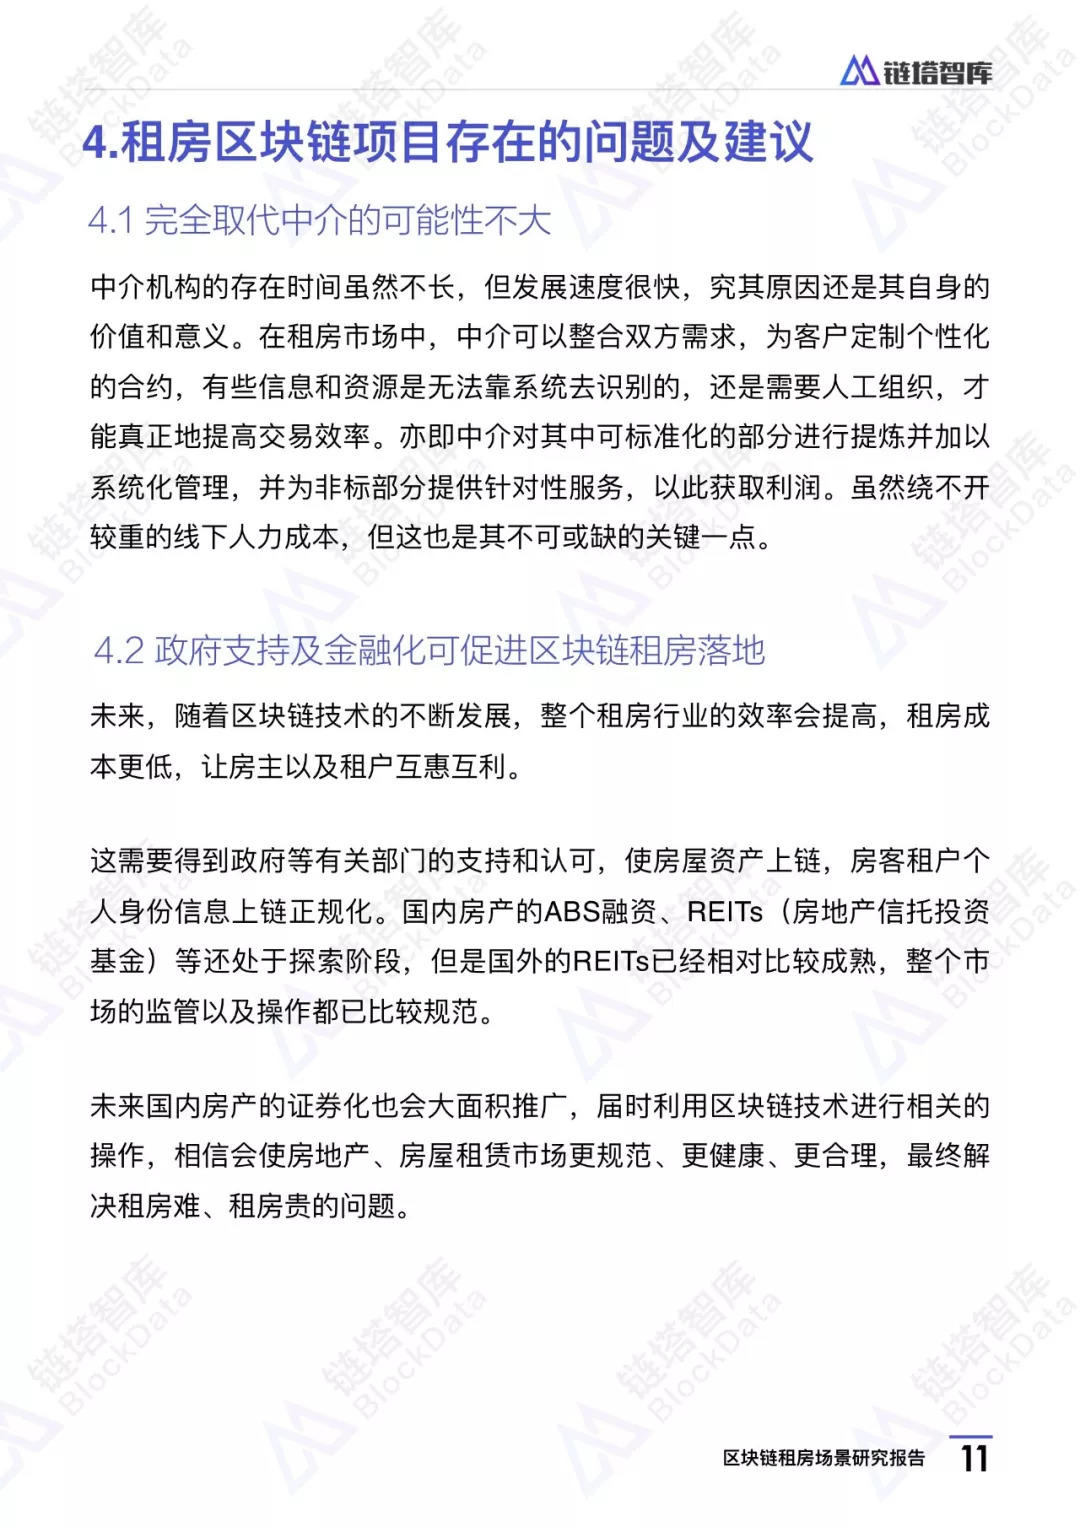 链塔智库
4.租房区块链项目存在的问题及建议
4.1 完全取代中介的可能性不大
中介机构的存在时间虽然不长，但发展速度很快，究其原因还是其自身的
价值和意义。在租房市场中，中介可以整合双方需求，为客户定制个性化
的合约，有些信息和资源是无法靠系统去识别的，还是需要人工组织，才
能真正地提高交易效率。亦即中介对其中可标准化的部分进行提炼并加以
系统化管理，并为非标部分提供针对性服务，以此获取利润。虽然绕不开
较重的线下人力成本，但这也是其不可或缺的关键一点。
4.2 政府支持及金融化可促进区块链租房落地
未来，随着区块链技术的不断发展，整个租房行业的效率会提高，租房成
本更低，让房主以及租户互惠互利。
这需要得到政府等有关部门的支持和认可，使房屋资产上链，房客租户个
人身份信息上链正规化。国内房产的ABS融资、REITs（房地产信托投资
基金）等还处于探索阶段，但是国外的REITs已经相对比较成熟，整个市
场的监管以及操作都已比较规范。
未来国内房产的证券化也会大面积推广，届时利用区块链技术进行相关的
操作，相信会使房地产、房屋租赁市场更规范、更健康、更合理，最终解
决租房难、租房贵的问题。
区块链租房场景研究报告 11
链塔智库
BlockData